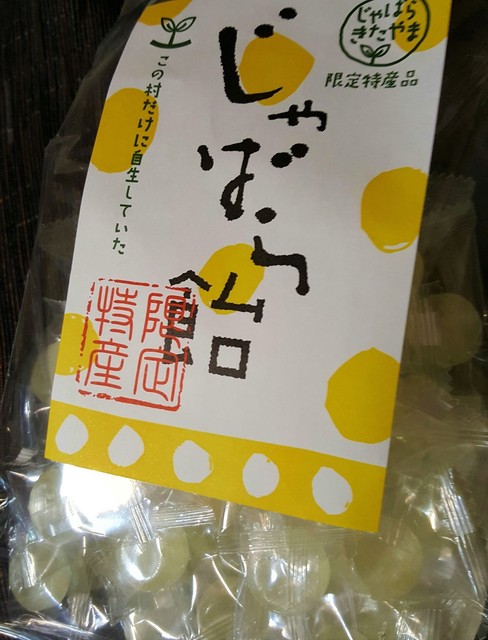 じゃばら
きたやま
限定特産品
じゃばら飴
この村だけに自生していた
限定
特産